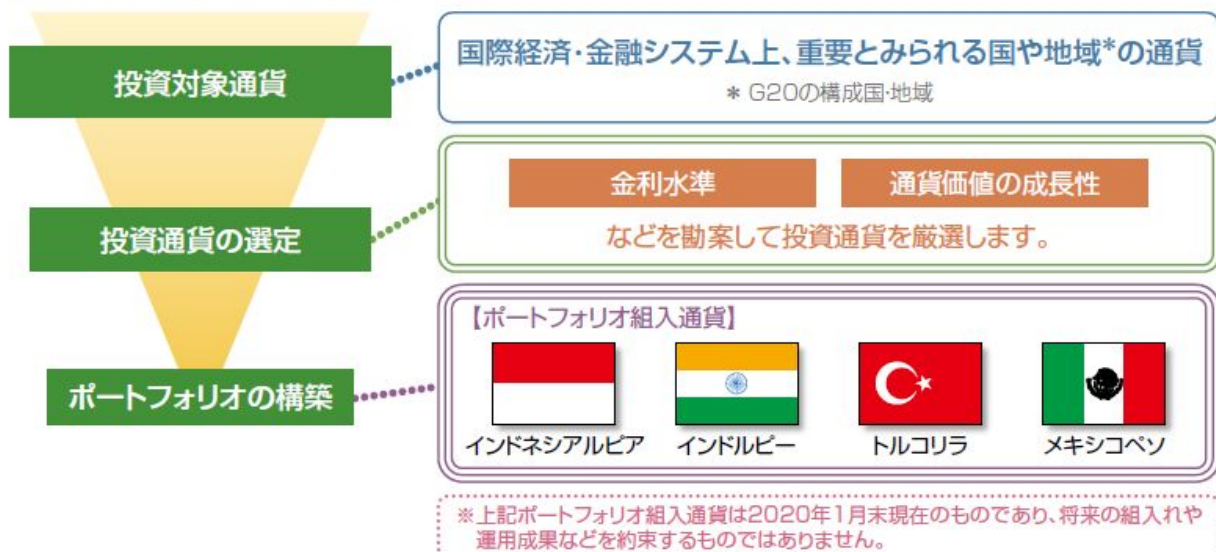 投資対象通貨
国際経済・金融システム上、重要とみられる国や地域*の通貨
* G20の構成国・地域
投資通貨の選定
金利水準
通貨価値の成長性
などを勘案して投資通貨を厳選します。
ポートフォリオの構築
【ポートフォリオ組入通貨】
インドネシアルピア
インドルピー
トルコリラ
メキシコペソ
※上記ポートフォリオ組入通貨は2020年1月末現在のものであり、将来の組入れや
運用成果などを約束するものではありません。